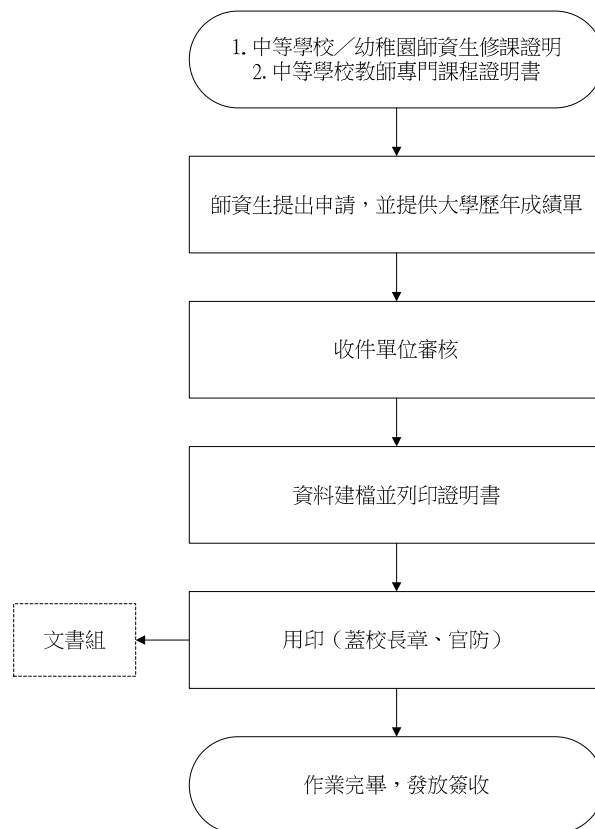 1. 中等學校／幼稚園師資生修課證明
2. 中等學校教師專門課程證明書
師資生提出申請，並提供大學歷年成績單
收件單位審核
資料建檔並列印證明書
文書組
用印（蓋校長章、官防）
作業完畢，發放簽收